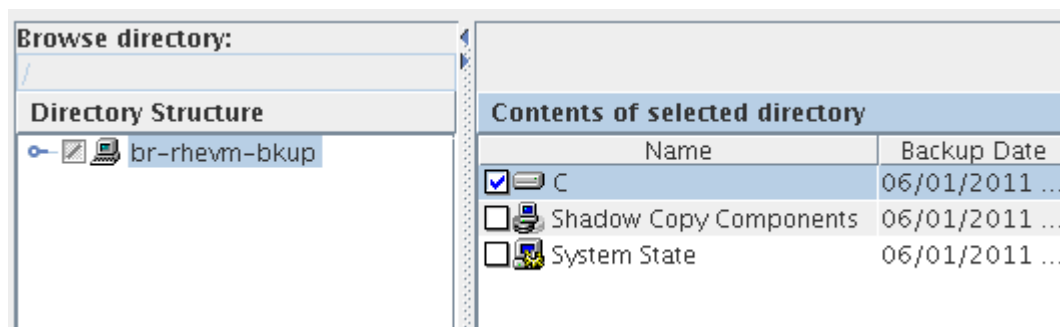 Browse directory:
/
Directory Structure
br-rhevm-bkup
Contents of selected directory
Name Backup Date
C 06/01/2011 ...
Shadow Copy Components 06/01/2011 ...
System State 06/01/2011 ...